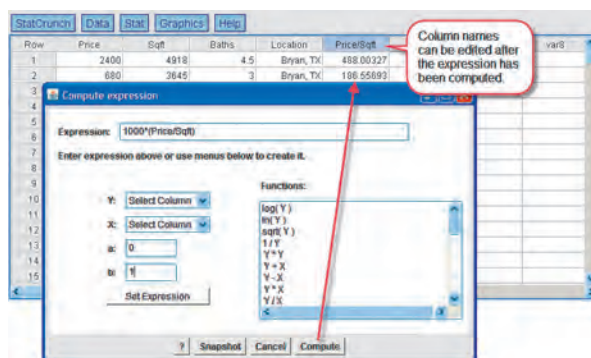 StatCrunch Data Stat Graphics Help
Row Price Sqft Baths Location Price/Sqft var8
1 2400 4918 4.5 Bryan, TX 488.00327
2 680 3645 3 Bryan, TX 186.55693
3
4
5
6
7
8
9
10
11
12
13
14
15
Column names
can be edited after
the expression has
been computed.
Compute expression
Expression: 1000*(Price/Sqft)
Enter expression above or use menus below to create it.
Y: Select Column
X: Select Column
a: 0
b: 1
Set Expression
Functions:
log(Y)
ln(Y)
sqrt(Y)
1 / Y
Y * Y
Y + X
Y - X
Y * X
Y / X
? Snapshot Cancel Compute